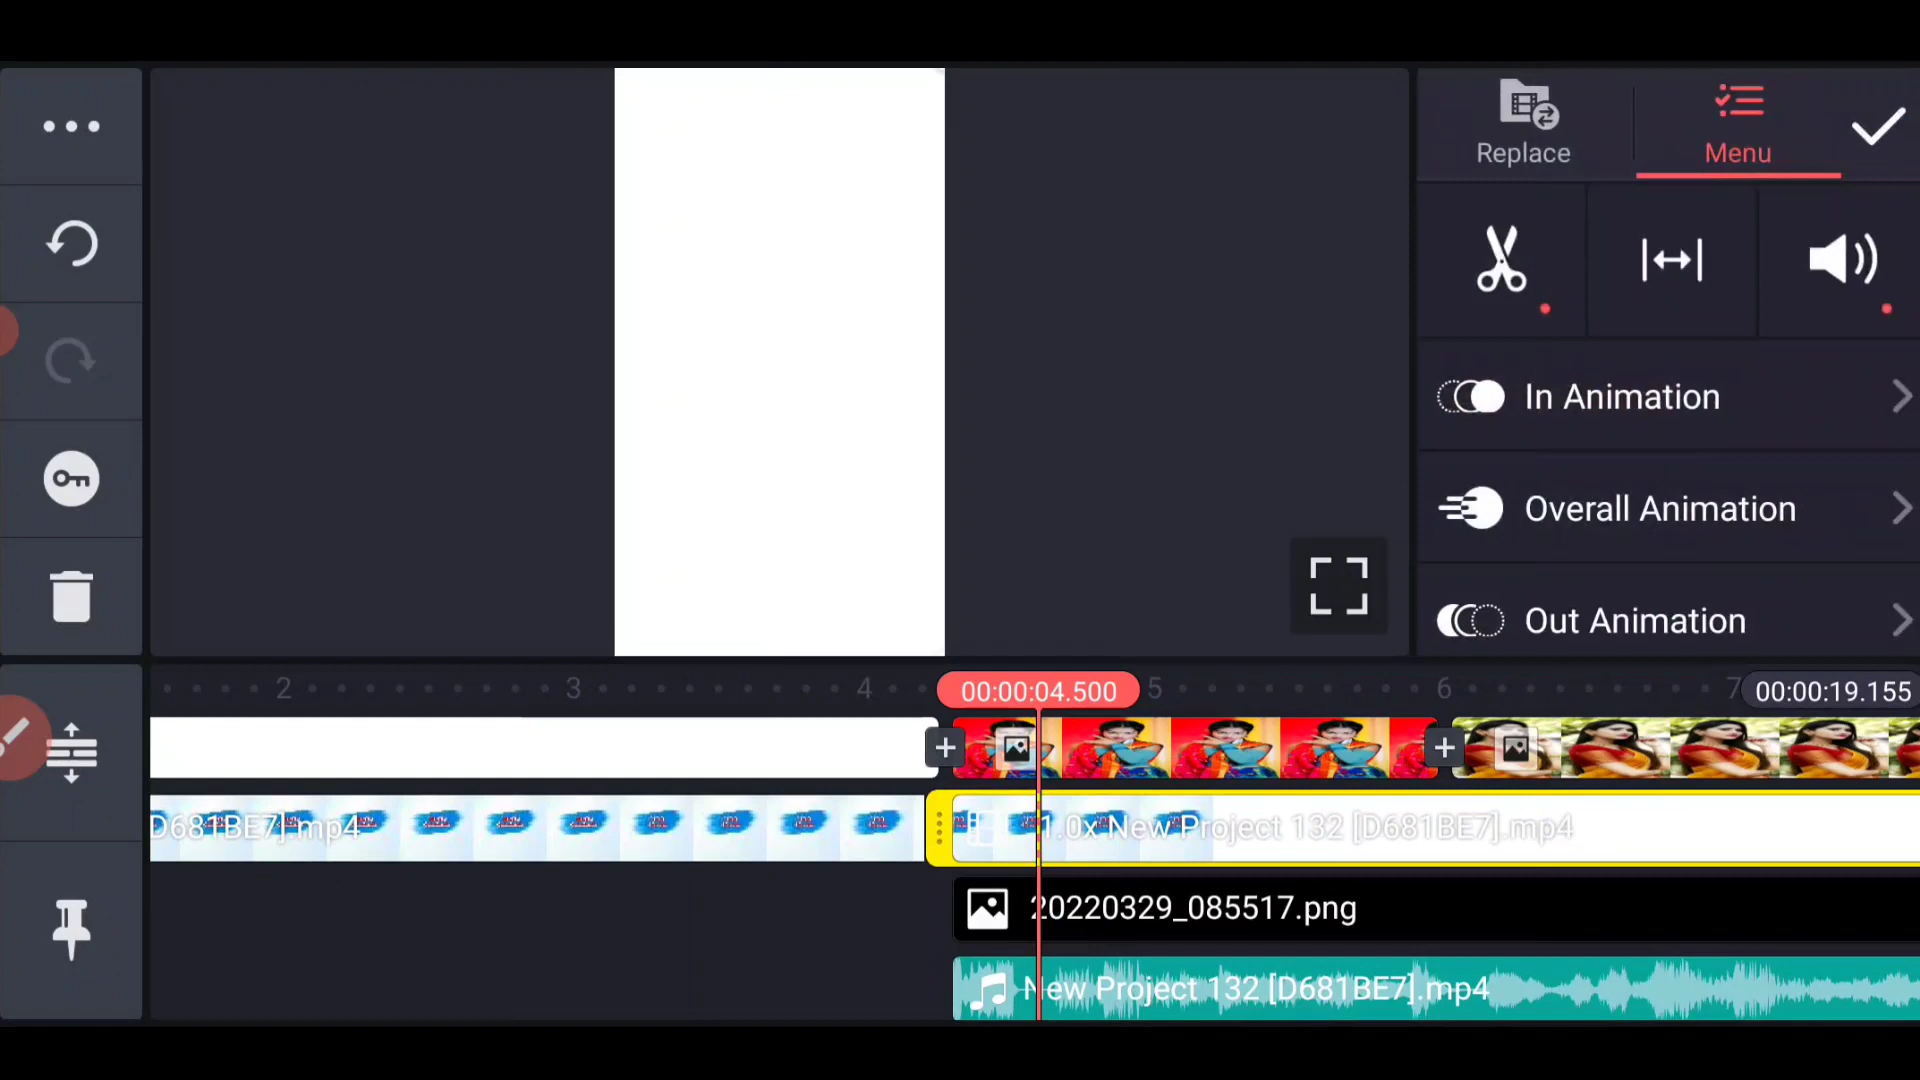 Replace
Menu
In Animation
Overall Animation
Out Animation
2
3
4
00:00:04.500
5
6
7
00:00:19.155
D681BE7].mp4
1.0x New Project 132 [D681BE7].mp4
20220329_085517.png
New Project 132 [D681BE7].mp4